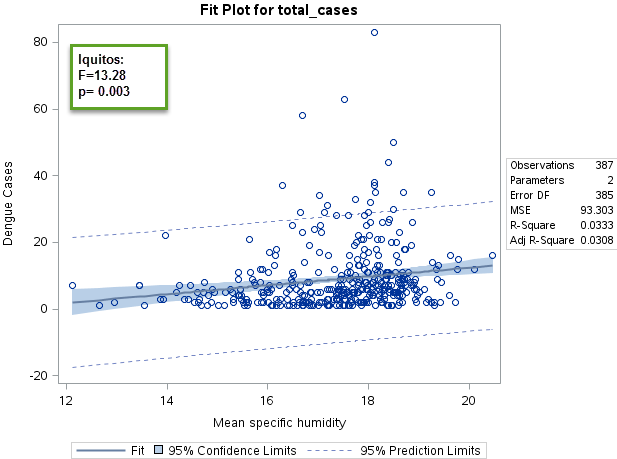 Fit Plot for total_cases
80
60
40
20
0
-20
Dengue Cases
Iquitos:
F=13.28
p= 0.003
Observations 387
Parameters 2
Error DF 385
MSE 93.303
R-Square 0.0333
Adj R-Square 0.0308
12 14 16 18 20
Mean specific humidity
Fit 95% Confidence Limits 95% Prediction Limits